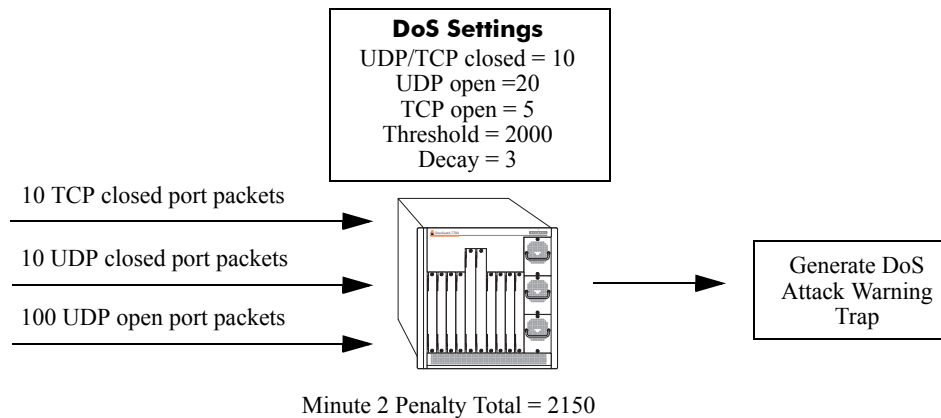 DoS Settings
UDP/TCP closed = 10
UDP open =20
TCP open = 5
Threshold = 2000
Decay = 3
10 TCP closed port packets
10 UDP closed port packets
100 UDP open port packets
Generate DoS
Attack Warning
Trap
Minute 2 Penalty Total = 2150